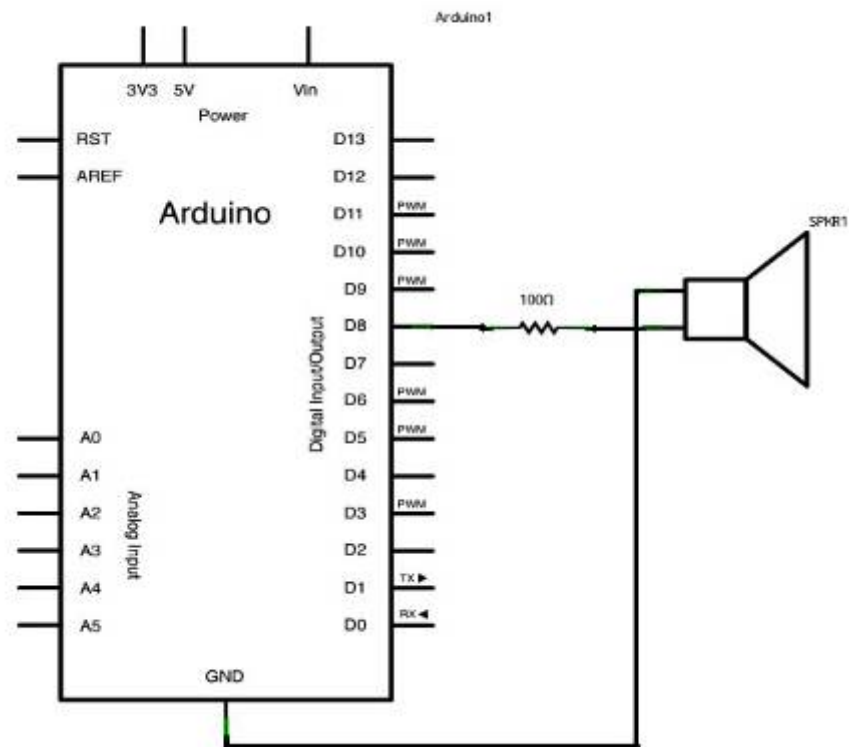 Arduino1
3V3 5V Vin
Power
RST
AREF
Arduino
D13
D12
D11 PWM
D10 PWM
D9 PWM
D8
D7
D6 PWM
D5 PWM
D4
D3 PWM
D2
D1 TX ▶
D0 RX ◀
Digital Input/Output
100Ω
SPKR1
A0
A1
A2
A3
A4
A5
Analog Input
GND